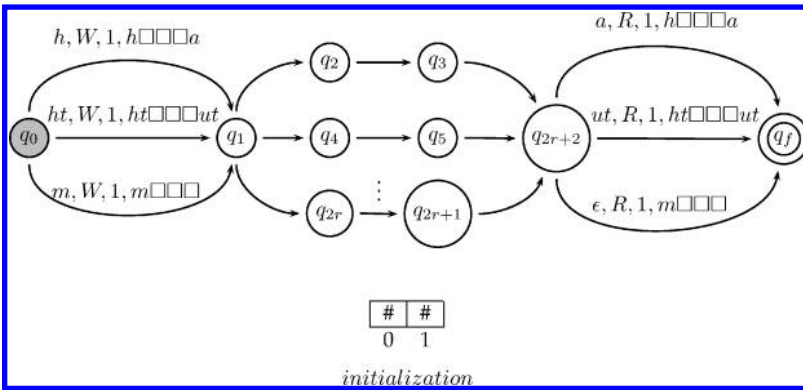 h, W, 1, h□□□a
a, R, 1, h□□□a
q2 q3
ht, W, 1, ht□□□ut
ut, R, 1, ht□□□ut
q0 q1 q4 q5 q2r+2 qf
m, W, 1, m□□□
ϵ, R, 1, m□□□
⋮
q2r q2r+1
# #
0 1
initialization